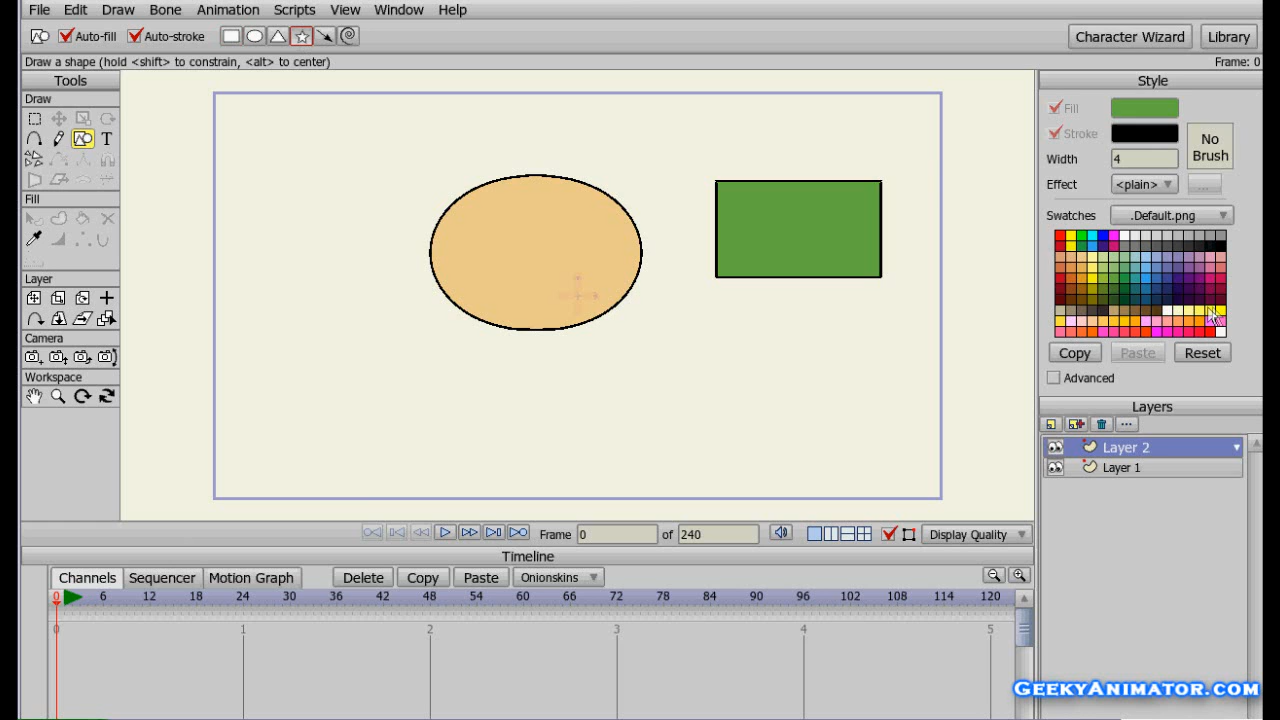 File Edit Draw Bone Animation Scripts View Window Help
Auto-fill Auto-stroke Character Wizard Library
Draw a shape (hold <shift> to constrain, <alt> to center) Frame: 0
Tools
Draw
T
Fill
Layer
Camera
Workspace
Style
Fill
Stroke
No Brush
Width 4
Effect <plain> ...
Swatches .Default.png
Copy Paste Reset
Advanced
Layers
...
Layer 2
Layer 1
Frame 0 of 240 Display Quality
Timeline
Channels Sequencer Motion Graph Delete Copy Paste Onionskins
0 6 12 18 24 30 36 42 48 54 60 66 72 78 84 90 96 102 108 114 120
0 1 2 3 4 5
GeekyAnimator.com